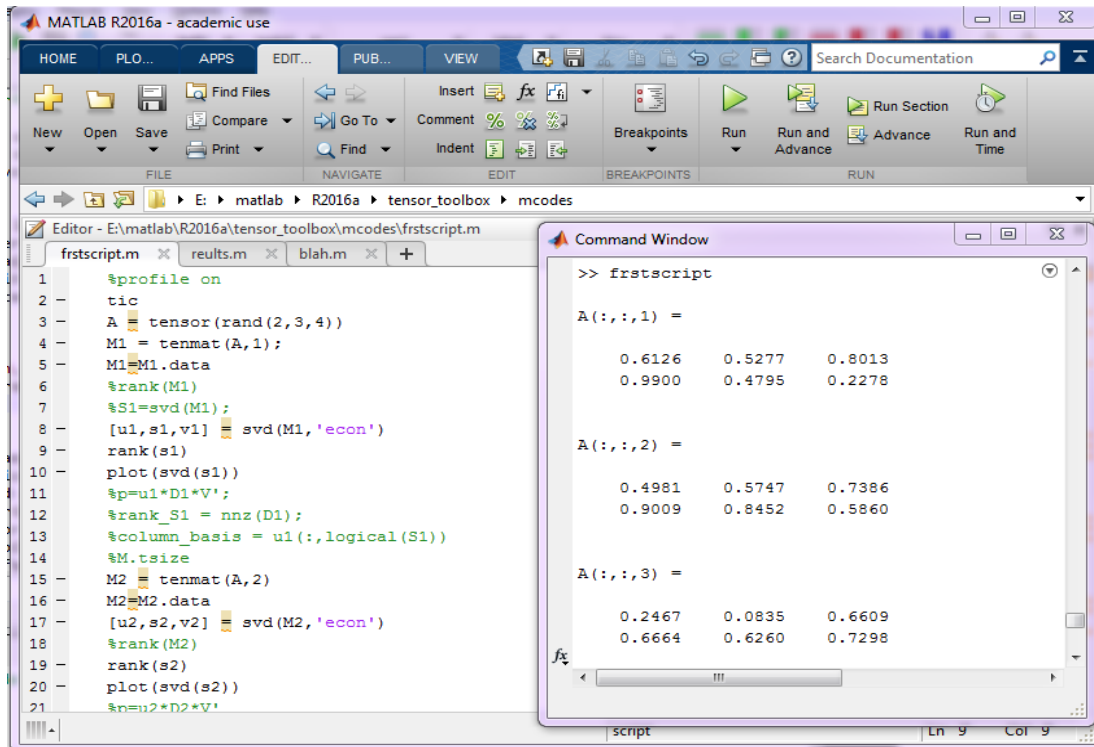 MATLAB R2016a - academic use
HOME PLO... APPS EDIT... PUB... VIEW Search Documentation
New Open Save Find Files Compare Print
FILE
Go To Find
NAVIGATE
Insert fx
Comment
Indent
EDIT
Breakpoints
BREAKPOINTS
Run Run and Advance Run Section Advance Run and Time
RUN
E: matlab R2016a tensor_toolbox mcodes
Editor - E:\matlab\R2016a\tensor_toolbox\mcodes\frstscript.m
frstscript.m reults.m blah.m
1 %profile on
2 – tic
3 – A = tensor(rand(2,3,4))
4 – M1 = tenmat(A,1);
5 – M1=M1.data
6 %rank(M1)
7 %S1=svd(M1);
8 – [u1,s1,v1] = svd(M1,'econ')
9 – rank(s1)
10 – plot(svd(s1))
11 %p=u1*D1*V';
12 %rank_S1 = nnz(D1);
13 %column_basis = u1(:,logical(S1))
14 %M.tsize
15 – M2 = tenmat(A,2)
16 – M2=M2.data
17 – [u2,s2,v2] = svd(M2,'econ')
18 %rank(M2)
19 – rank(s2)
20 – plot(svd(s2))
21 %p=u2*D2*V'
Command Window
>> frstscript
A(:,:,1) =
0.6126 0.5277 0.8013
0.9900 0.4795 0.2278
A(:,:,2) =
0.4981 0.5747 0.7386
0.9009 0.8452 0.5860
A(:,:,3) =
0.2467 0.0835 0.6609
0.6664 0.6260 0.7298
fx
script Ln 9 Col 9